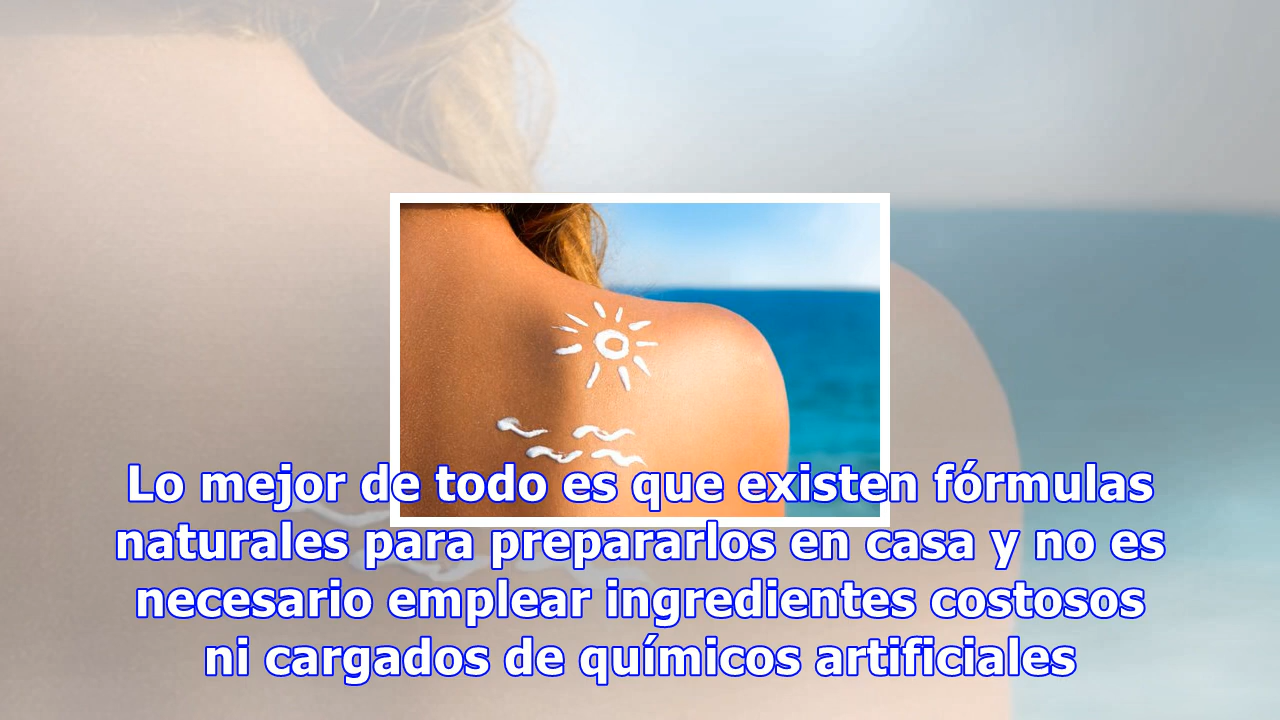 Lo mejor de todo es que existen fórmulas
naturales para prepararlos en casa y no es
necesario emplear ingredientes costosos
ni cargados de químicos artificiales